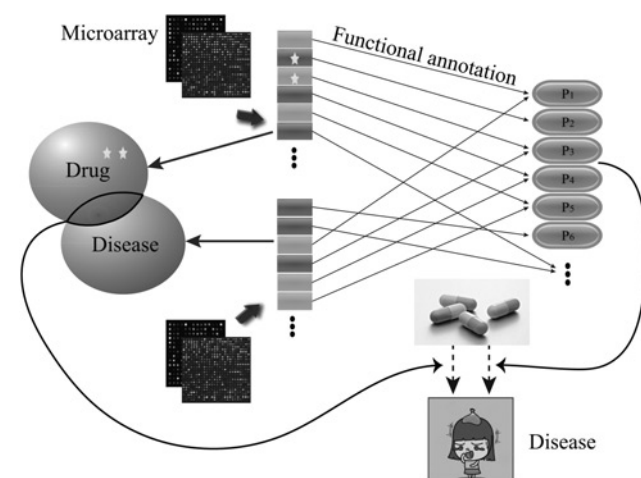 Microarray
Functional annotation
P1
P2
P3
P4
P5
P6
Drug
Disease
Disease